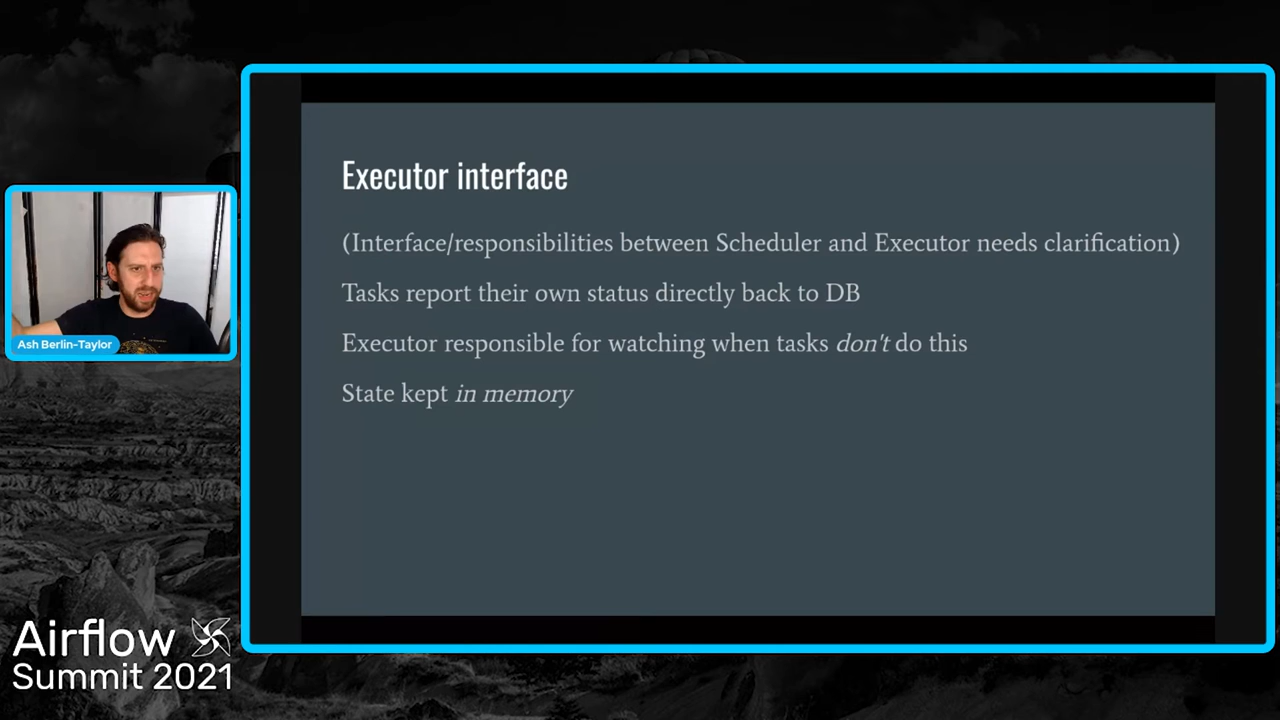 Executor interface
(Interface/responsibilities between Scheduler and Executor needs clarification)
Tasks report their own status directly back to DB
Executor responsible for watching when tasks don't do this
State kept in memory
Ash Berlin-Taylor
Airflow
Summit 2021